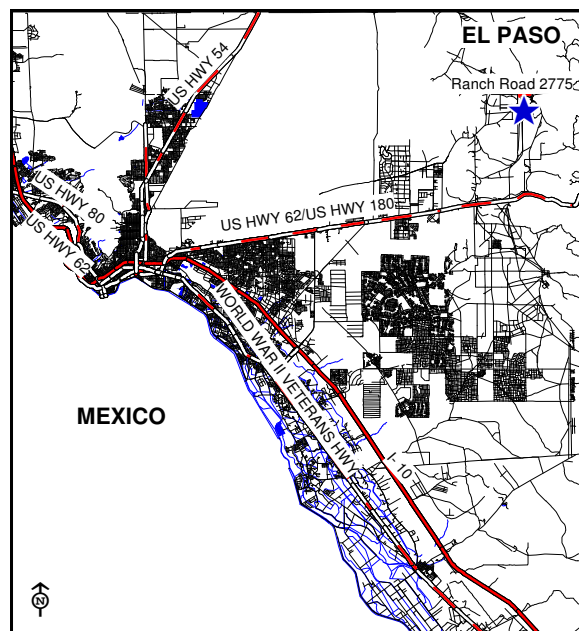 EL PASO
US HWY 54
Ranch Road 2775
US HWY 80
US HWY 62/US HWY 180
US HWY 62
WORLD WAR II VETERANS HWY
MEXICO
I- 10
N